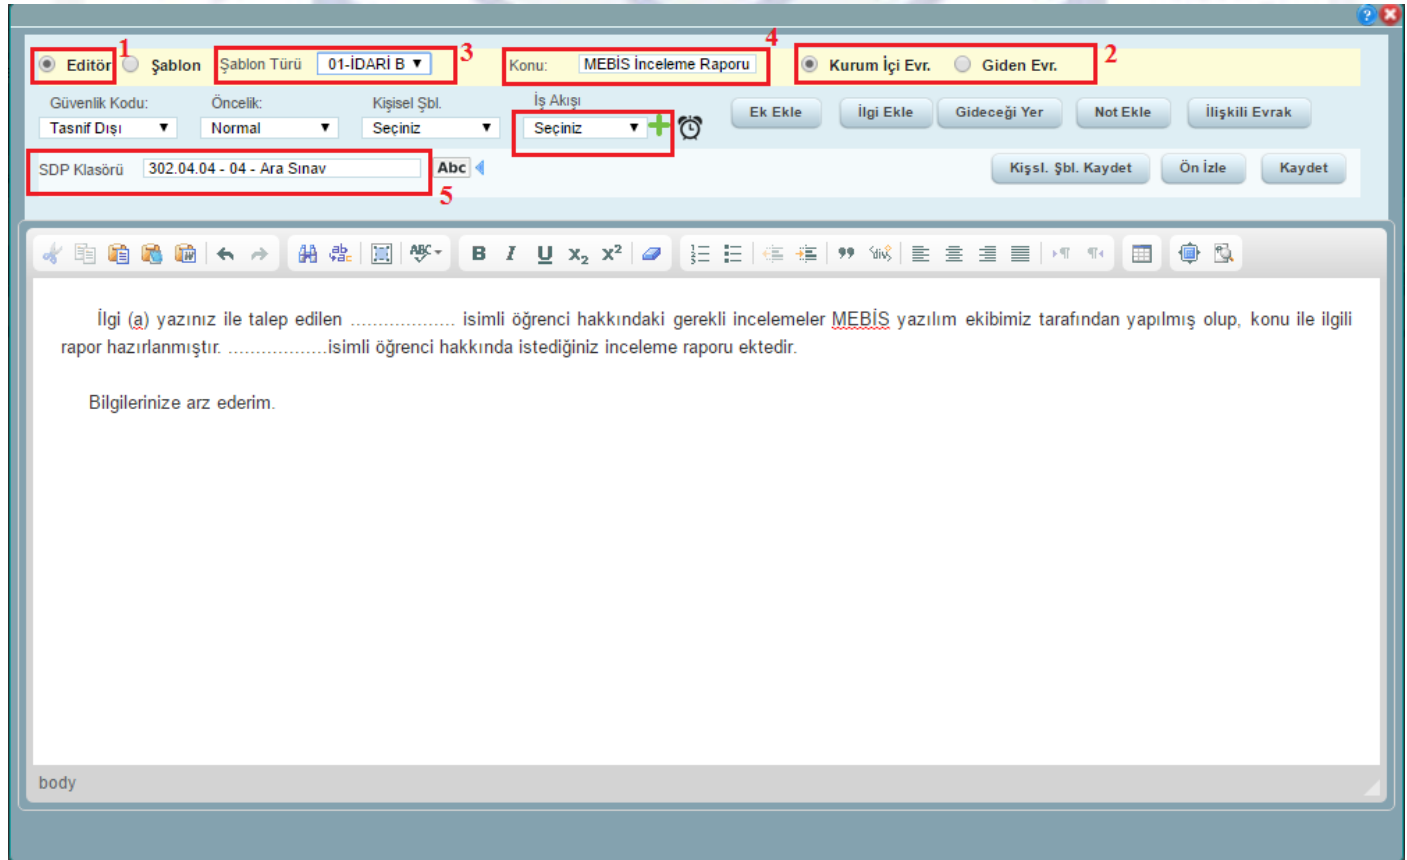 1
3
4
2
Editör Şablon Şablon Türü 01-İDARİ B Konu: MEBİS İnceleme Raporu Kurum İçi Evr. Giden Evr.
Güvenlik Kodu: Öncelik: Kişisel Şbl. İş Akışı
Tasnif Dışı Normal Seçiniz Seçiniz Ek Ekle İlgi Ekle Gideceği Yer Not Ekle İlişkili Evrak
SDP Klasörü 302.04.04 - 04 - Ara Sınav Abc Kişsl. Şbl. Kaydet Ön İzle Kaydet
5
B I U x₂ x²
İlgi (a) yazınız ile talep edilen ................... isimli öğrenci hakkındaki gerekli incelemeler MEBİS yazılım ekibimiz tarafından yapılmış olup, konu ile ilgili
rapor hazırlanmıştır. ..................isimli öğrenci hakkında istediğiniz inceleme raporu ektedir.
Bilgilerinize arz ederim.
body